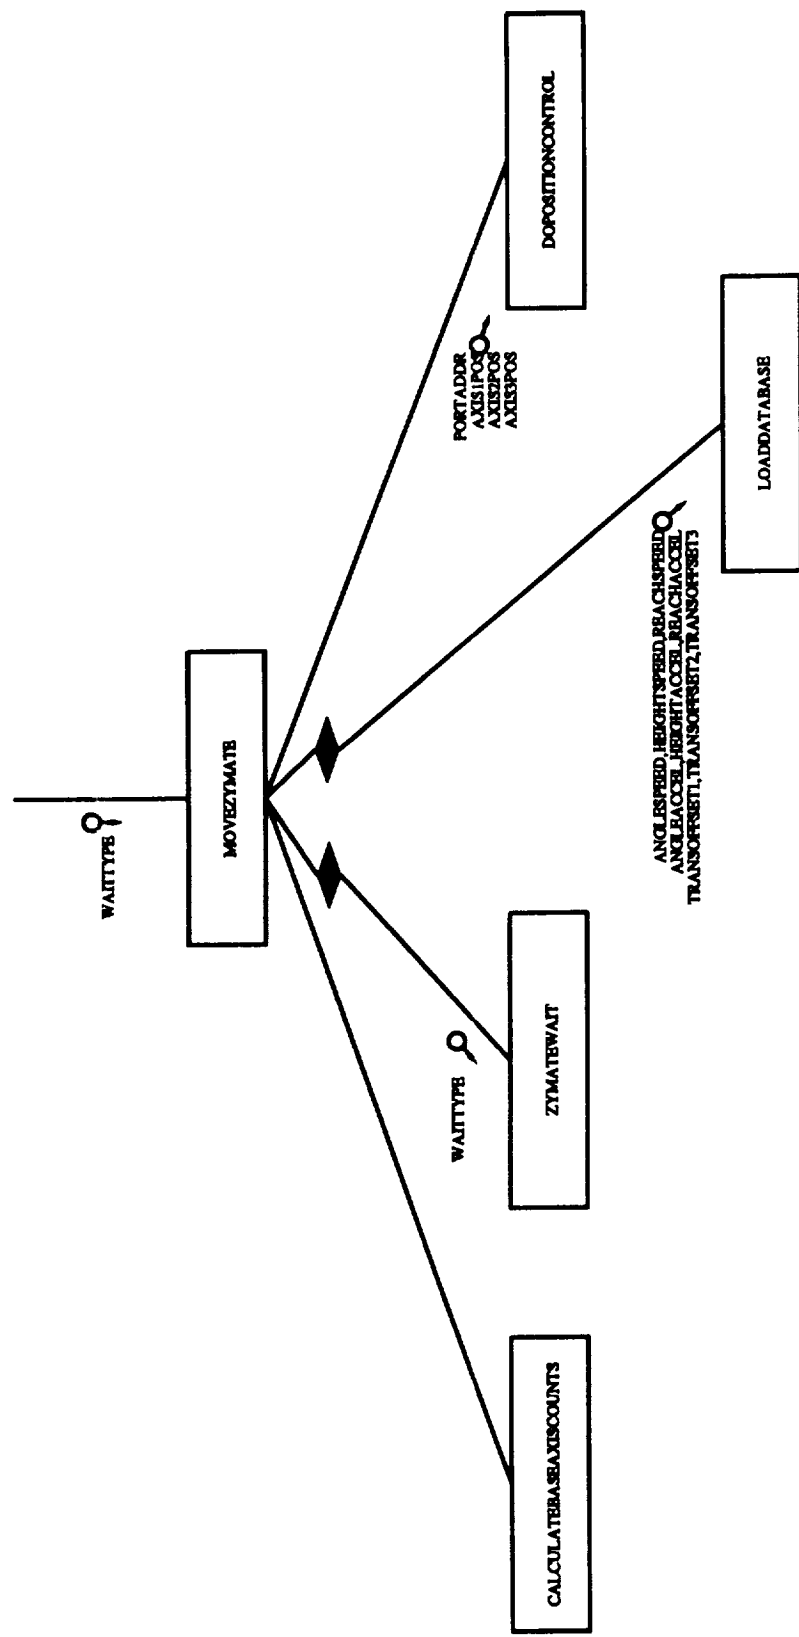 WAITTYPE
MOVEZYMATE
WAITTYPE
PORTADDR
AXIS1POS
AXIS2POS
AXIS3POS
CALCULATEBASEAXISCOUNTS
ZYMATEWAIT
DOPOSITIONCONTROL
ANGLESPEED,HEIGHTSPEED,REACHSPEED
ANGLEACCEL,HEIGHTACCEL,REACHACCEL
TRANSOFFSET1,TRANSOFFSET2,TRANSOFFSET3
LOADDATABASE